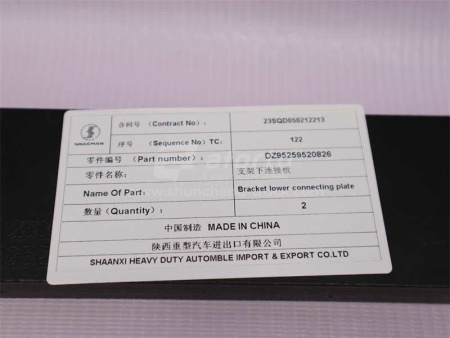 合同号 (Contract No): 23SQD050212213
SHACMAN
序号 (Sequence No) TC: 122
零件编号 (Part number): DZ95259520826
零件名称: 支架下连接板
Name Of Part: Bracket lower connecting plate
数量 (Quantity): 2
中国制造 MADE IN CHINA
陕西重型汽车进出口有限公司
SHAANXI HEAVY DUTY AUTOMBLE IMPORT & EXPORT CO.LTD